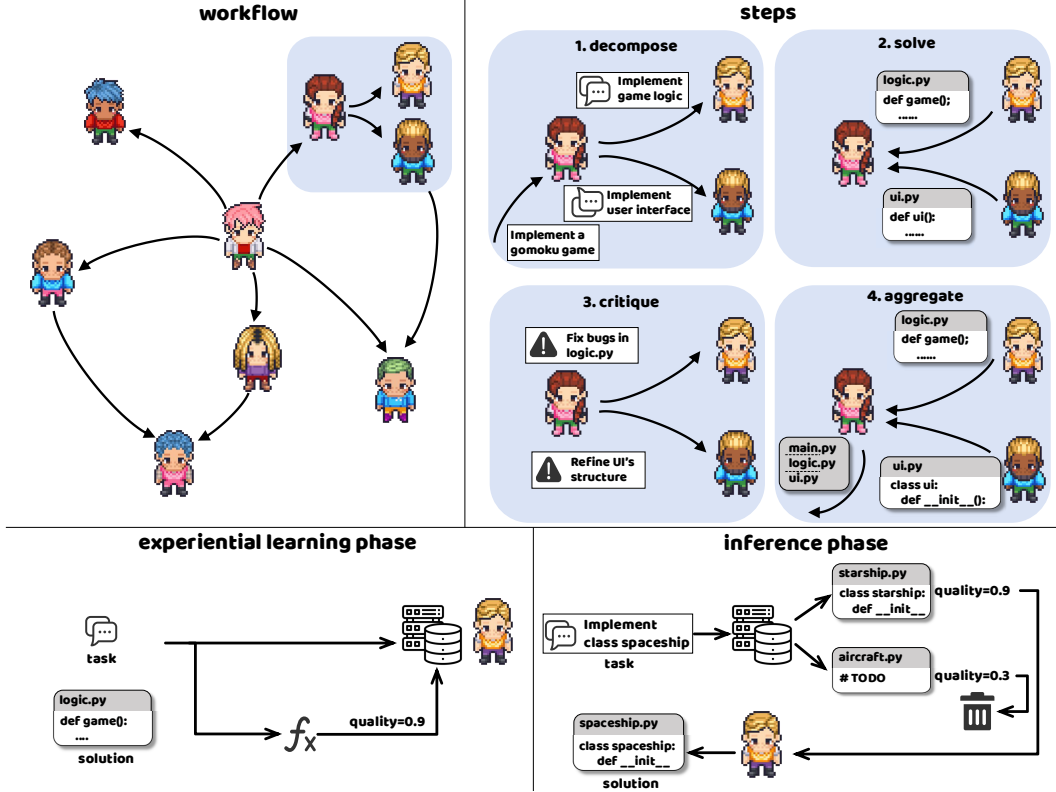 workflow
steps
1. decompose
Implement
game logic
Implement
user interface
Implement a
gomoku game
2. solve
logic.py
def game();
......
ui.py
def ui():
......
3. critique
Fix bugs in
logic.py
Refine UI's
structure
4. aggregate
logic.py
def game();
......
main.py
logic.py
ui.py
ui.py
class ui:
def __init__():
experiential learning phase
task
logic.py
def game():
....
solution
fx
quality=0.9
inference phase
Implement
class spaceship
task
starship.py
class starship:
def __init__
quality=0.9
aircraft.py
# TODO
quality=0.3
spaceship.py
class spaceship:
def __init__
solution